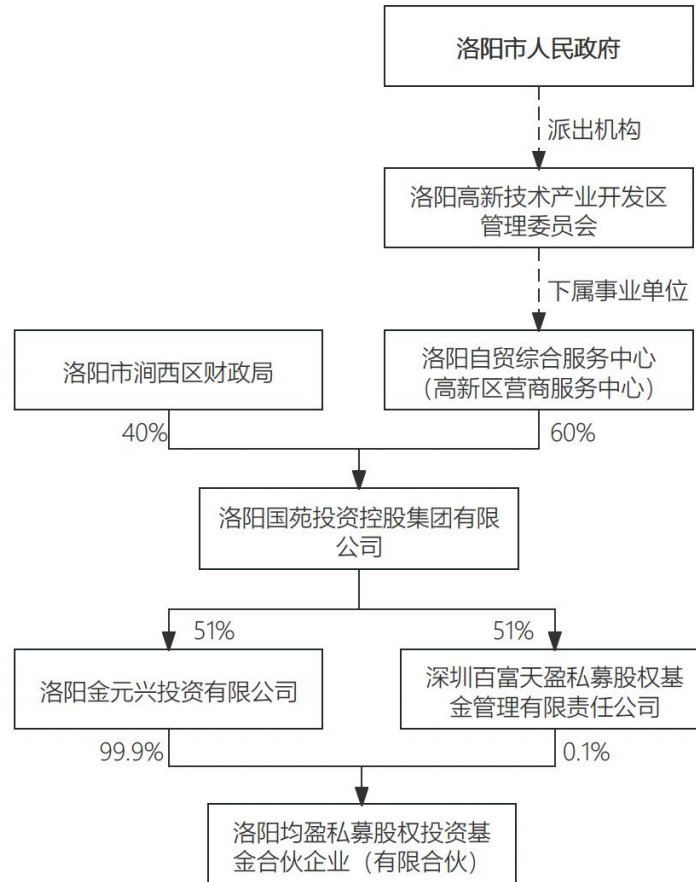 洛阳市人民政府
派出机构
洛阳高新技术产业开发区
管理委员会
下属事业单位
洛阳市涧西区财政局
洛阳自贸综合服务中心
（高新区营商服务中心）
40%
60%
洛阳国苑投资控股集团有限
公司
51%
51%
洛阳金元兴投资有限公司
深圳百富天盈私募股权基
金管理有限责任公司
99.9%
0.1%
洛阳均盈私募股权投资基
金合伙企业（有限合伙）